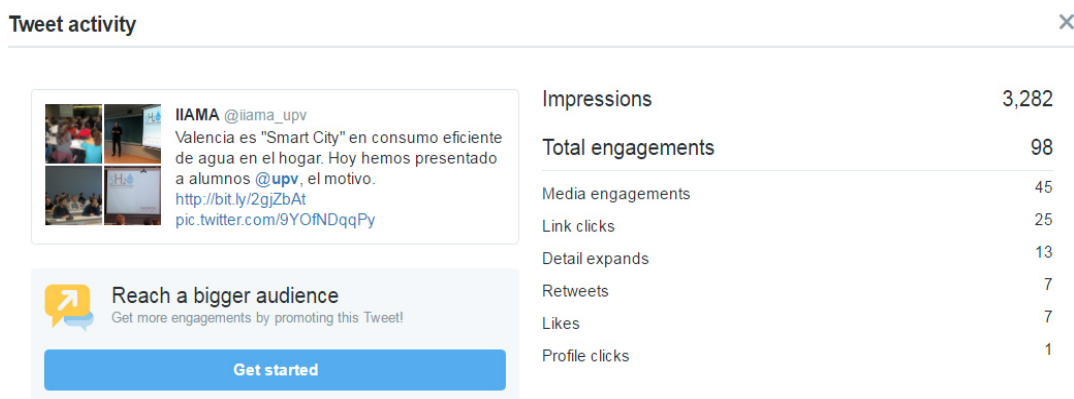 Tweet activity
IIAMA @iiama_upv
Valencia es "Smart City" en consumo eficiente
de agua en el hogar. Hoy hemos presentado
a alumnos @upv, el motivo.
http://bit.ly/2gjZbAt
pic.twitter.com/9YOfNDqqPy
Reach a bigger audience
Get more engagements by promoting this Tweet!
Get started
Impressions 3,282
Total engagements 98
Media engagements 45
Link clicks 25
Detail expands 13
Retweets 7
Likes 7
Profile clicks 1